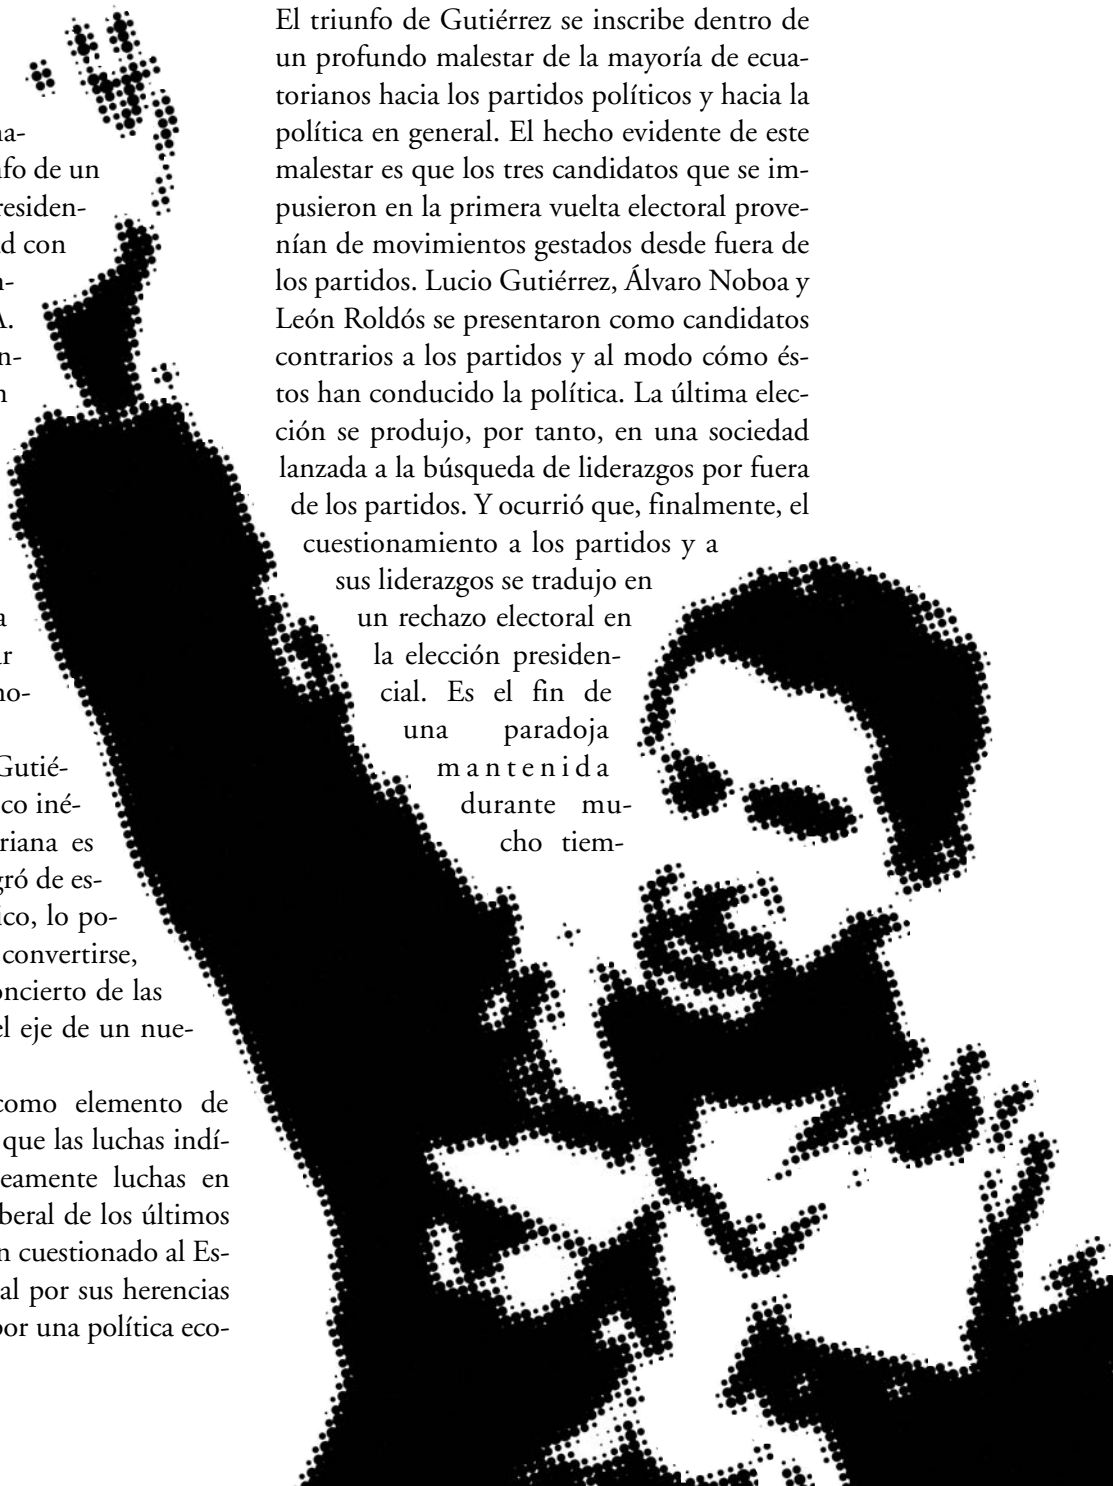 fo de un
d con
A.
a
Gutié-
co iné-
riana es
gró de es-
ico, lo po-
convertirse,
oncierto de las
el eje de un nue-
como elemento de
que las luchas indí-
eamente luchas en
beral de los últimos
n cuestionado al Es-
al por sus herencias
por una política eco-
El triunfo de Gutiérrez se inscribe dentro de
un profundo malestar de la mayoría de ecua-
torianos hacia los partidos políticos y hacia la
política en general. El hecho evidente de este
malestar es que los tres candidatos que se im-
pusieron en la primera vuelta electoral prove-
nían de movimientos gestados desde fuera de
los partidos. Lucio Gutiérrez, Álvaro Noboa y
León Roldós se presentaron como candidatos
contrarios a los partidos y al modo cómo és-
tos han conducido la política. La última elec-
ción se produjo, por tanto, en una sociedad
lanzada a la búsqueda de liderazgos por fuera
de los partidos. Y ocurrió que, finalmente, el
cuestionamiento a los partidos y a
sus liderazgos se tradujo en
un rechazo electoral en
la elección presiden-
cial. Es el fin de
una paradoja
mantenida
durante mu-
cho tiem-